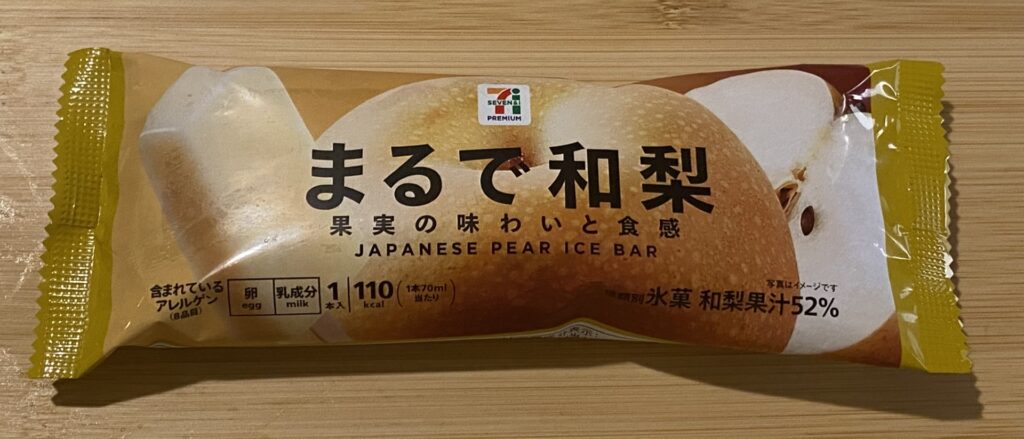 SEVEN & i
PREMIUM
まるで和梨
果実の味わいと食感
JAPANESE PEAR ICE BAR
含まれている
アレルゲン
(8品目)
卵
egg
乳成分
milk
1
本入
110
kcal
1本70ml
当たり
写真はイメージです
氷菓 和梨果汁52%